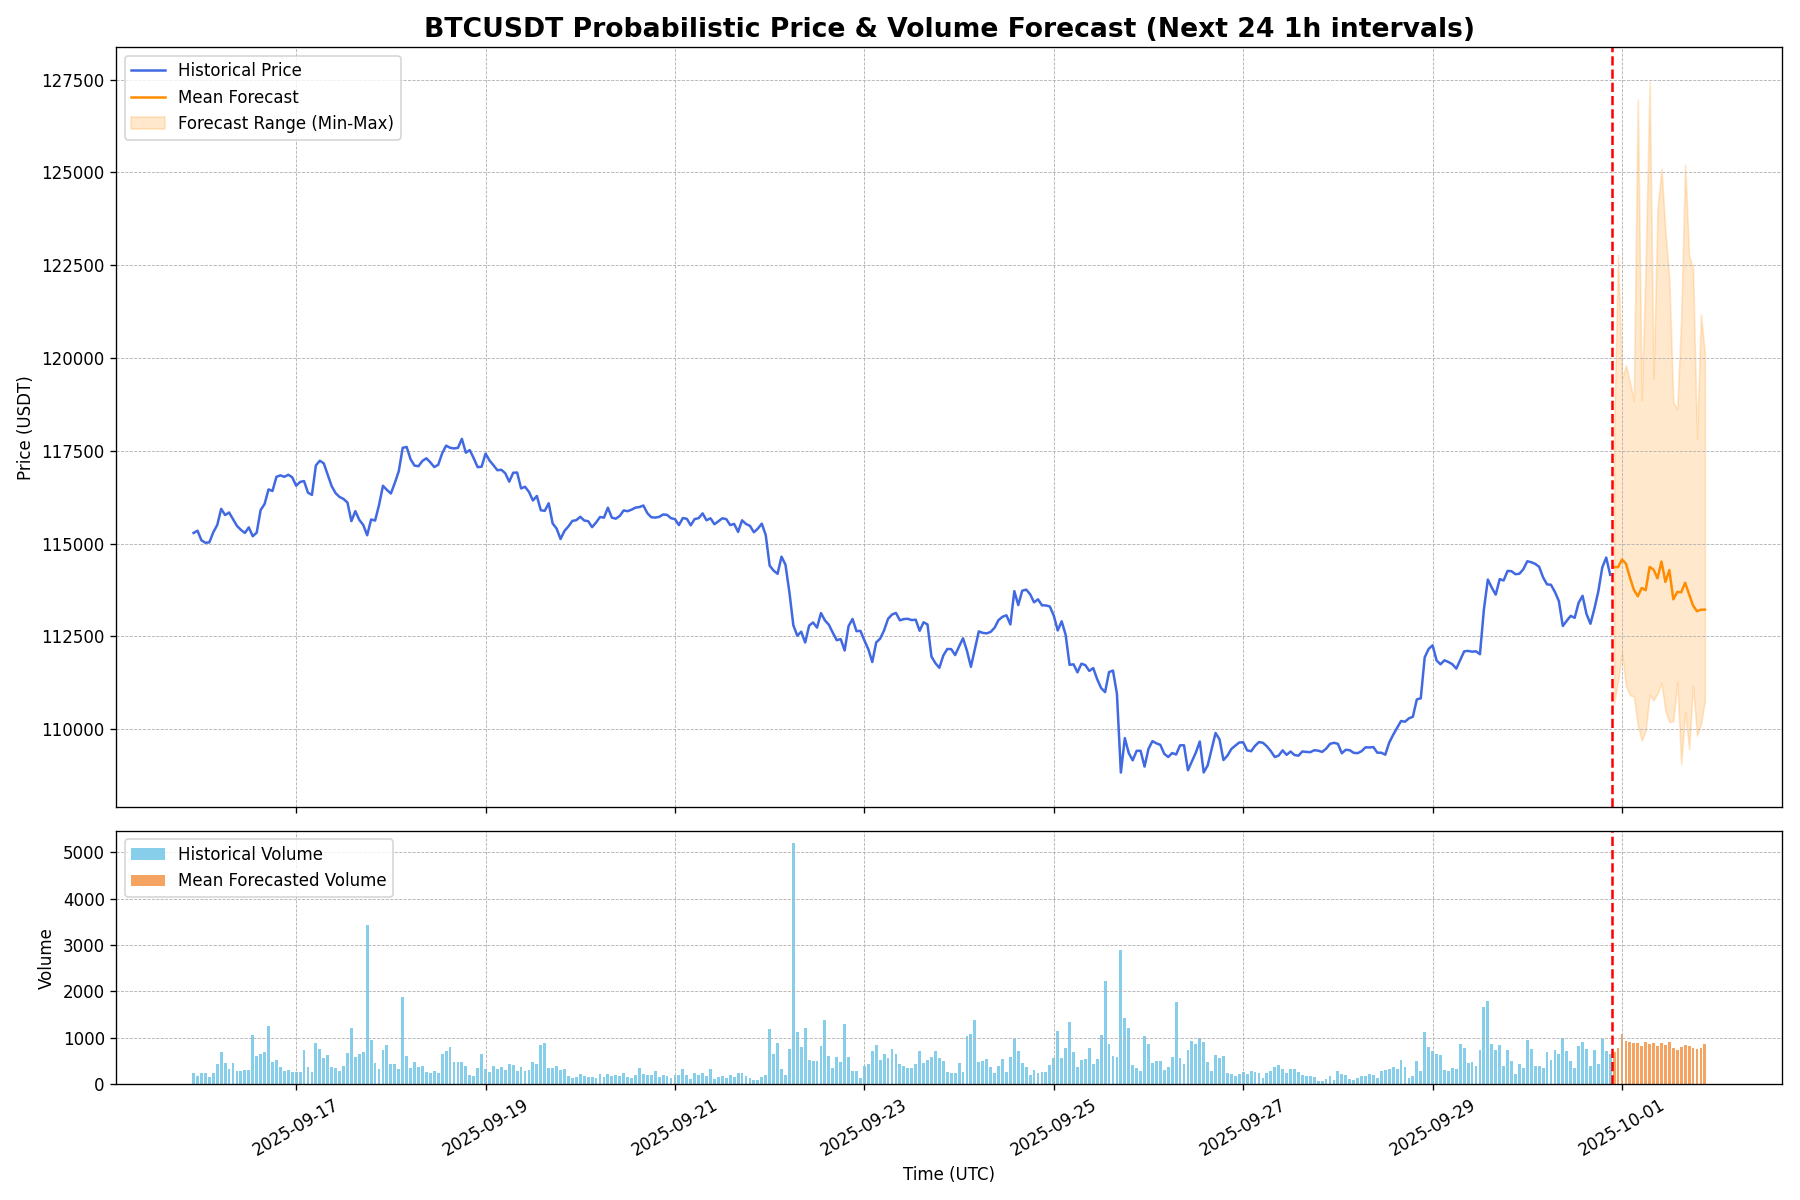 BTCUSDT Probabilistic Price & Volume Forecast (Next 24 1h intervals)
Historical Price
Mean Forecast
Forecast Range (Min-Max)
127500
125000
122500
120000
117500
115000
112500
110000
Price (USDT)
Historical Volume
Mean Forecasted Volume
5000
4000
3000
2000
1000
0
Volume
2025-09-17
2025-09-19
2025-09-21
2025-09-23
2025-09-25
2025-09-27
2025-09-29
2025-10-01
Time (UTC)